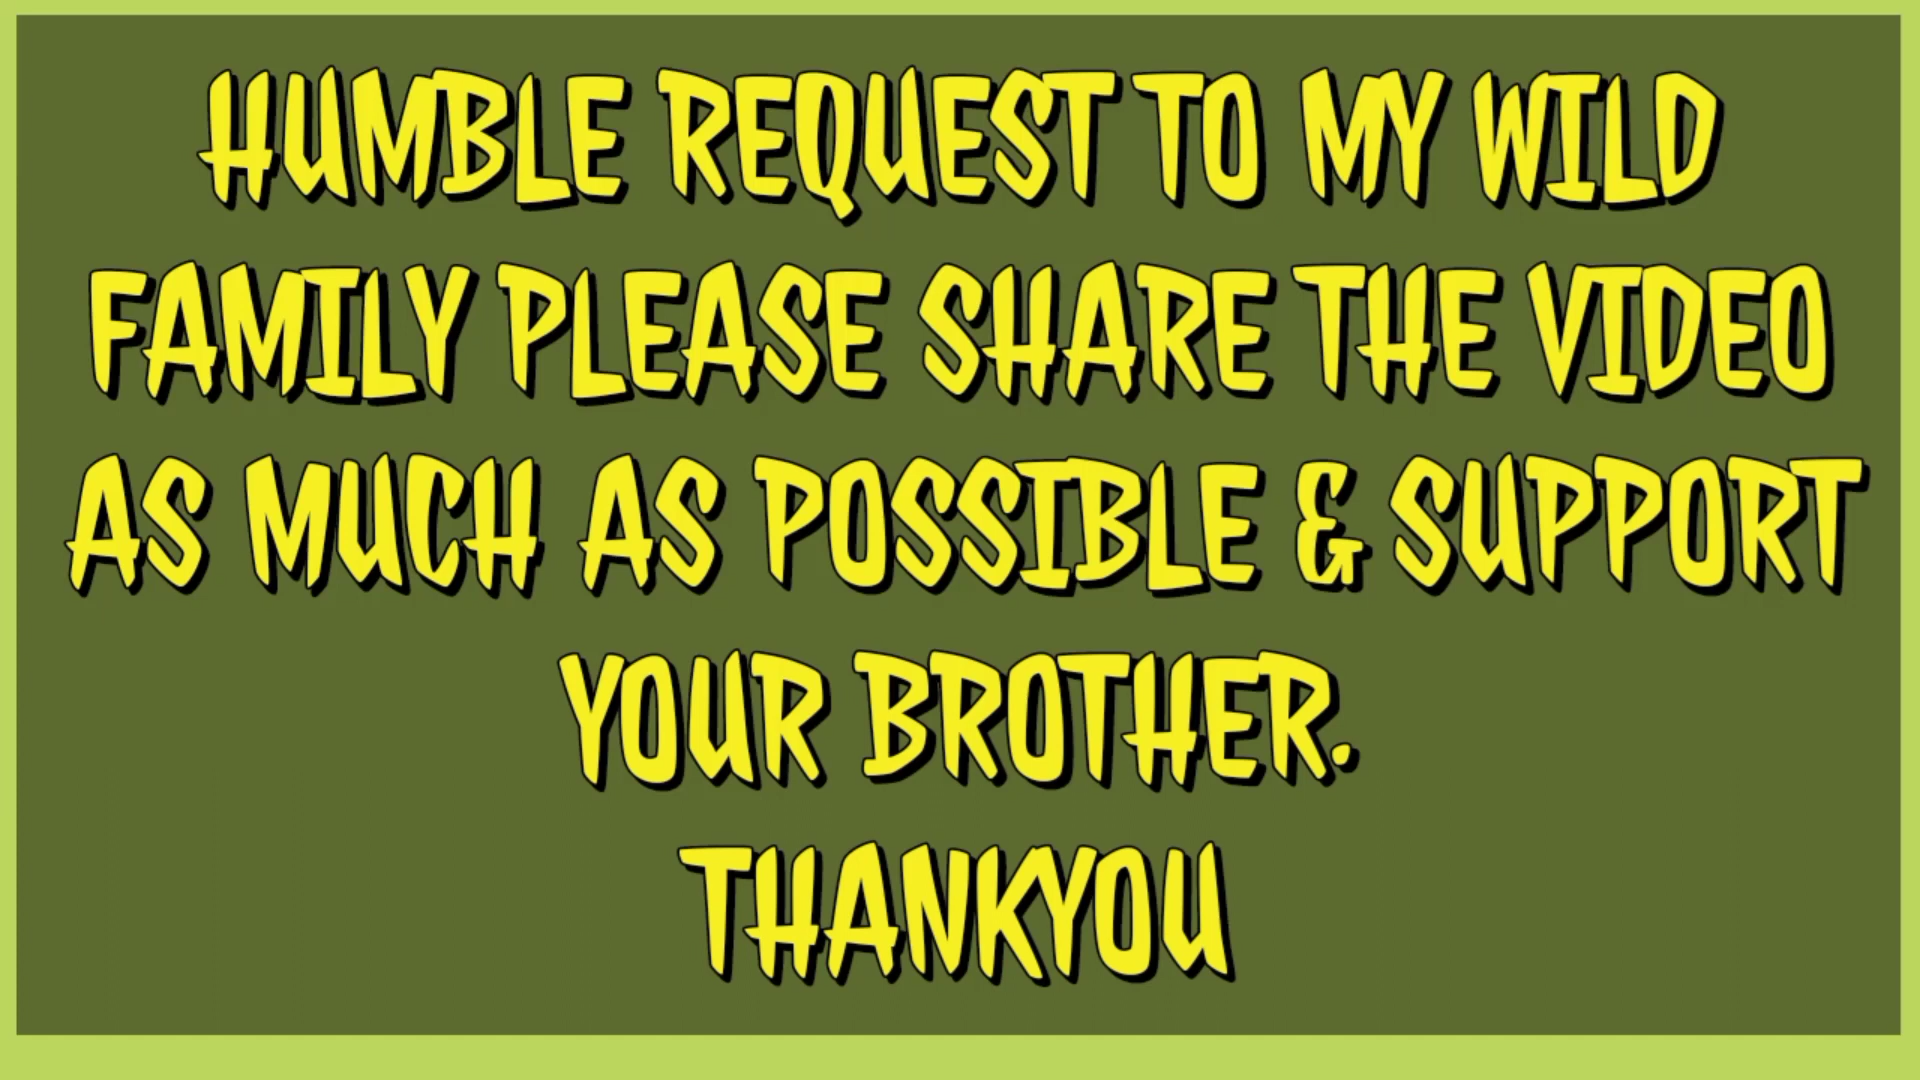 HUMBLE REQUEST TO MY WILD
FAMILY PLEASE SHARE THE VIDEO
AS MUCH AS POSSIBLE & SUPPORT
YOUR BROTHER.
THANKYOU